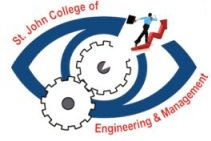 St. John College of
Engineering & Management